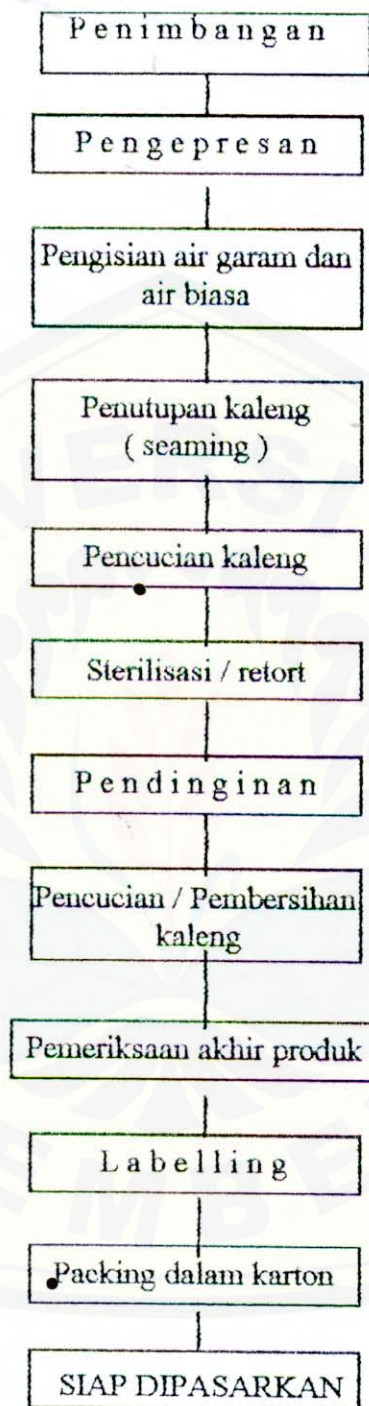 Penimbangan
Pengepresan
Pengisian air garam dan
air biasa
Penutupan kaleng
( seaming )
Pencucian kaleng
Sterilisasi / retort
Pendinginan
Pencucian / Pembersihan
kaleng
Pemeriksaan akhir produk
Labelling
Packing dalam karton
SIAP DIPASARKAN